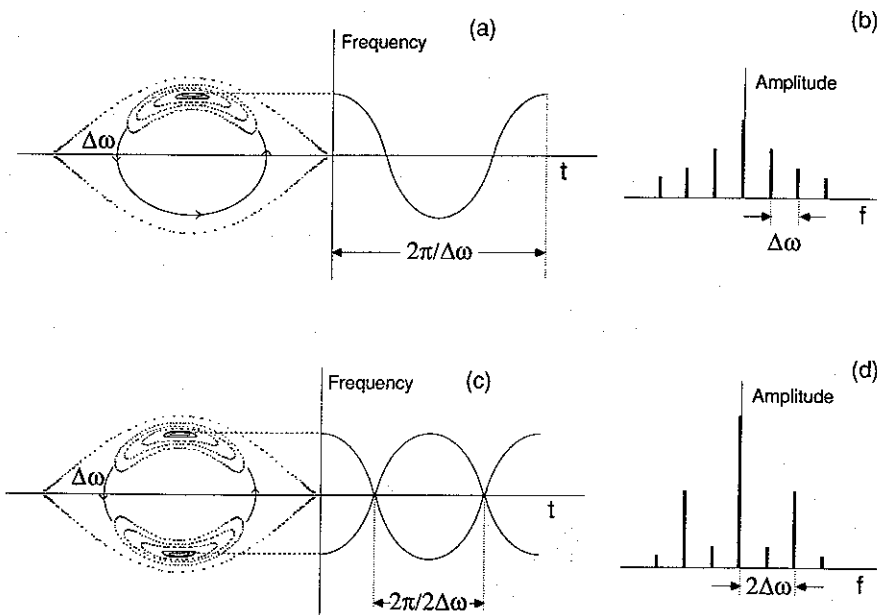 (a)
Frequency
Δω
t
2π/Δω
(b)
Amplitude
f
Δω
(c)
Frequency
Δω
t
2π/2Δω
(d)
Amplitude
f
2Δω